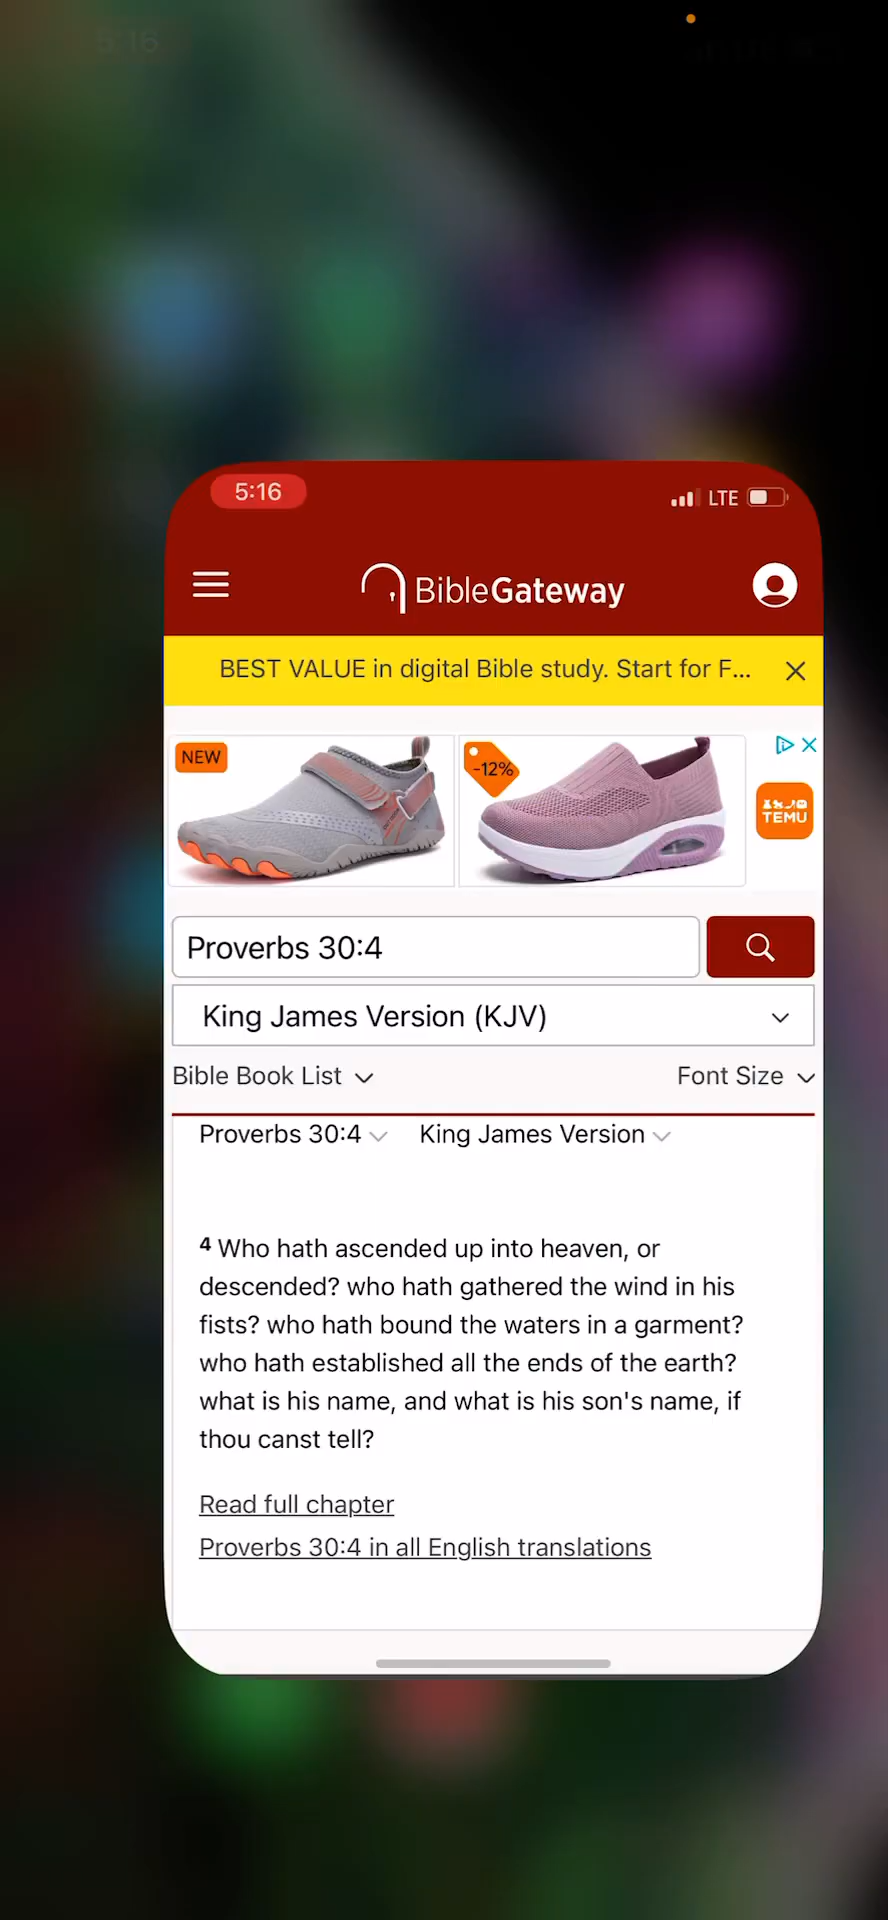 5:16
5:16
LTE
BibleGateway
BEST VALUE in digital Bible study. Start for F...
NEW
-12%
TEMU
Proverbs 30:4
King James Version (KJV)
Bible Book List
Font Size
Proverbs 30:4
King James Version
4 Who hath ascended up into heaven, or
descended? who hath gathered the wind in his
fists? who hath bound the waters in a garment?
who hath established all the ends of the earth?
what is his name, and what is his son's name, if
thou canst tell?
Read full chapter
Proverbs 30:4 in all English translations